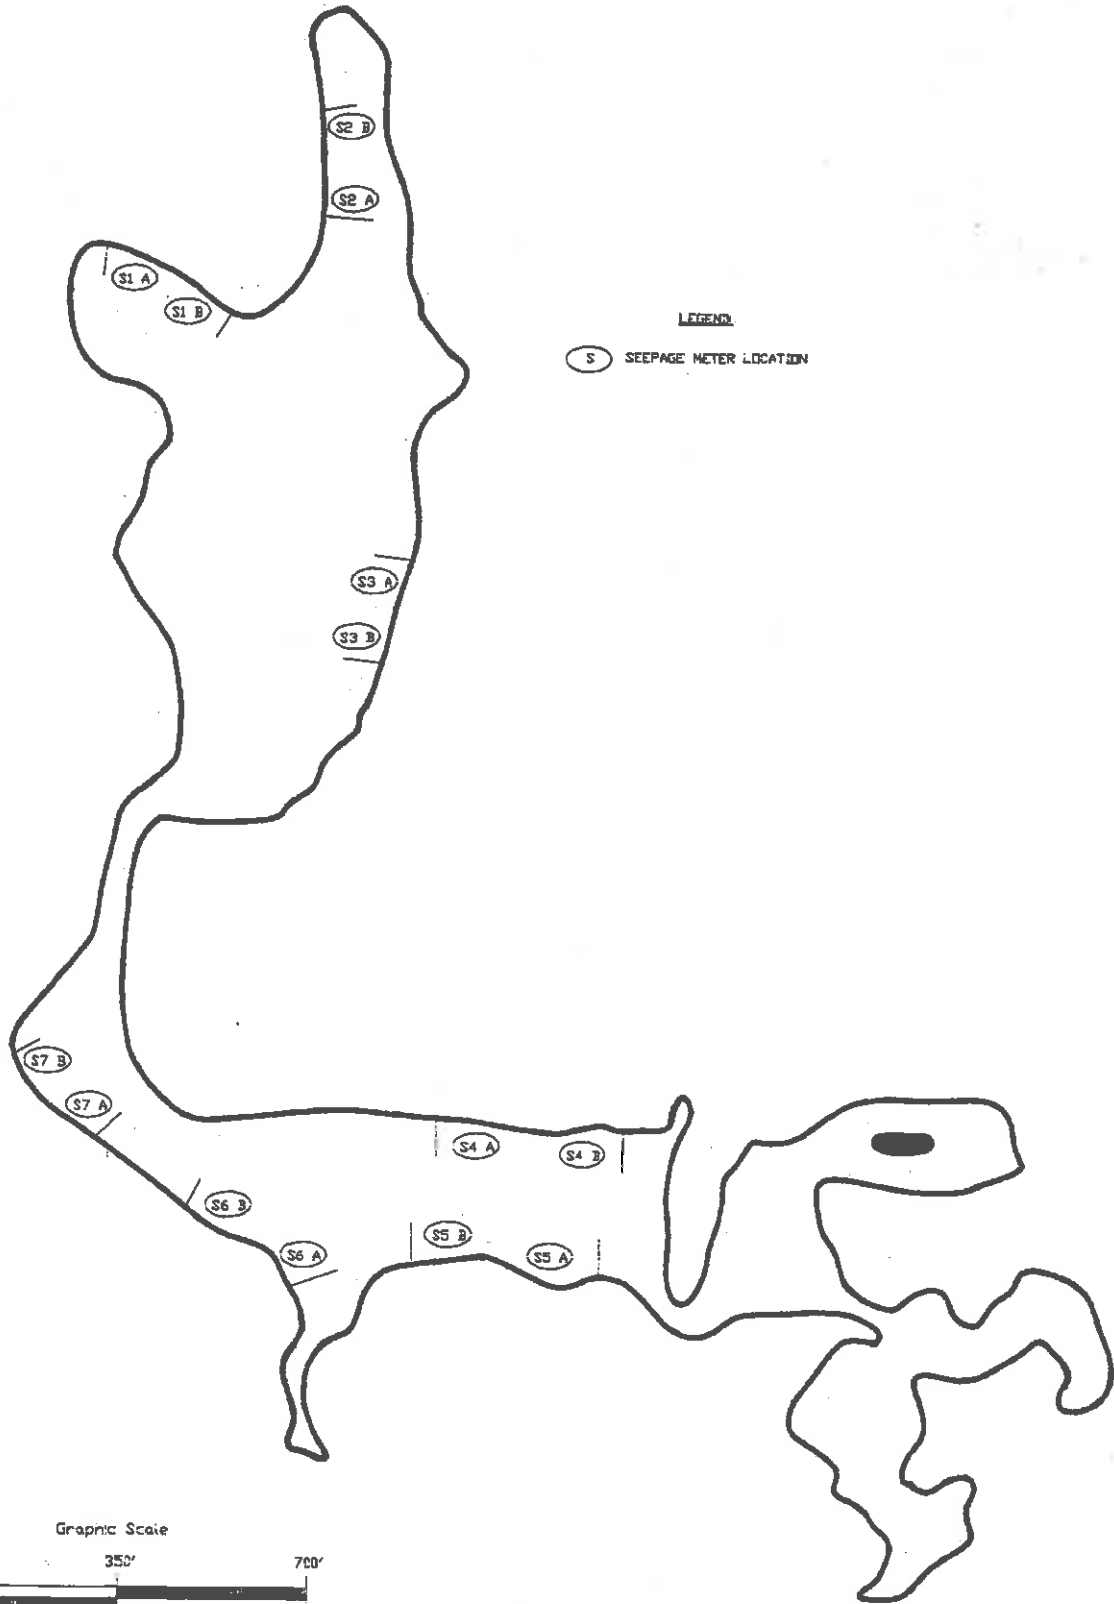 S2 B
S2 A
S1 A
S1 B
LEGEND
S SEEPAGE METER LOCATION
S3 A
S3 B
S7 B
S7 A
S4 A
S4 B
S6 B
S5 B
S6 A
S5 A
Graphic Scale
350' 700'